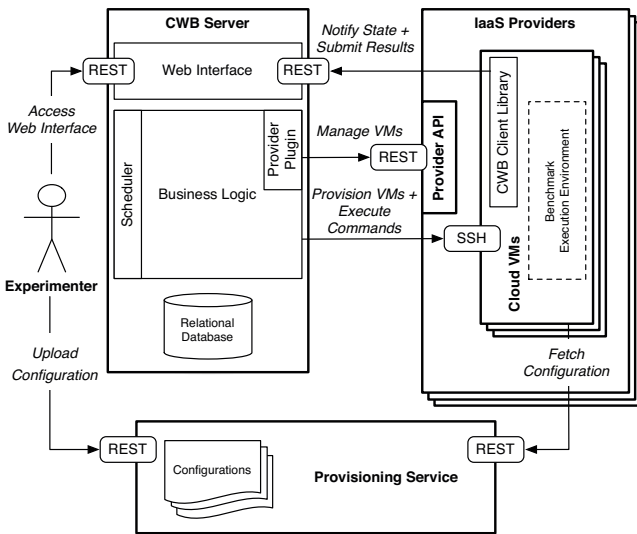 CWB Server
IaaS Providers
Notify State +
Submit Results
REST
Web Interface
REST
Access
Web Interface
CWB Client Library
Benchmark
Execution Environment
Cloud VMs
Provider API
Provider
Plugin
Manage VMs
REST
Scheduler
Business Logic
Provision VMs +
Execute
Commands
SSH
Experimenter
Relational
Database
Upload
Configuration
Fetch
Configuration
REST
Configurations
Provisioning Service
REST